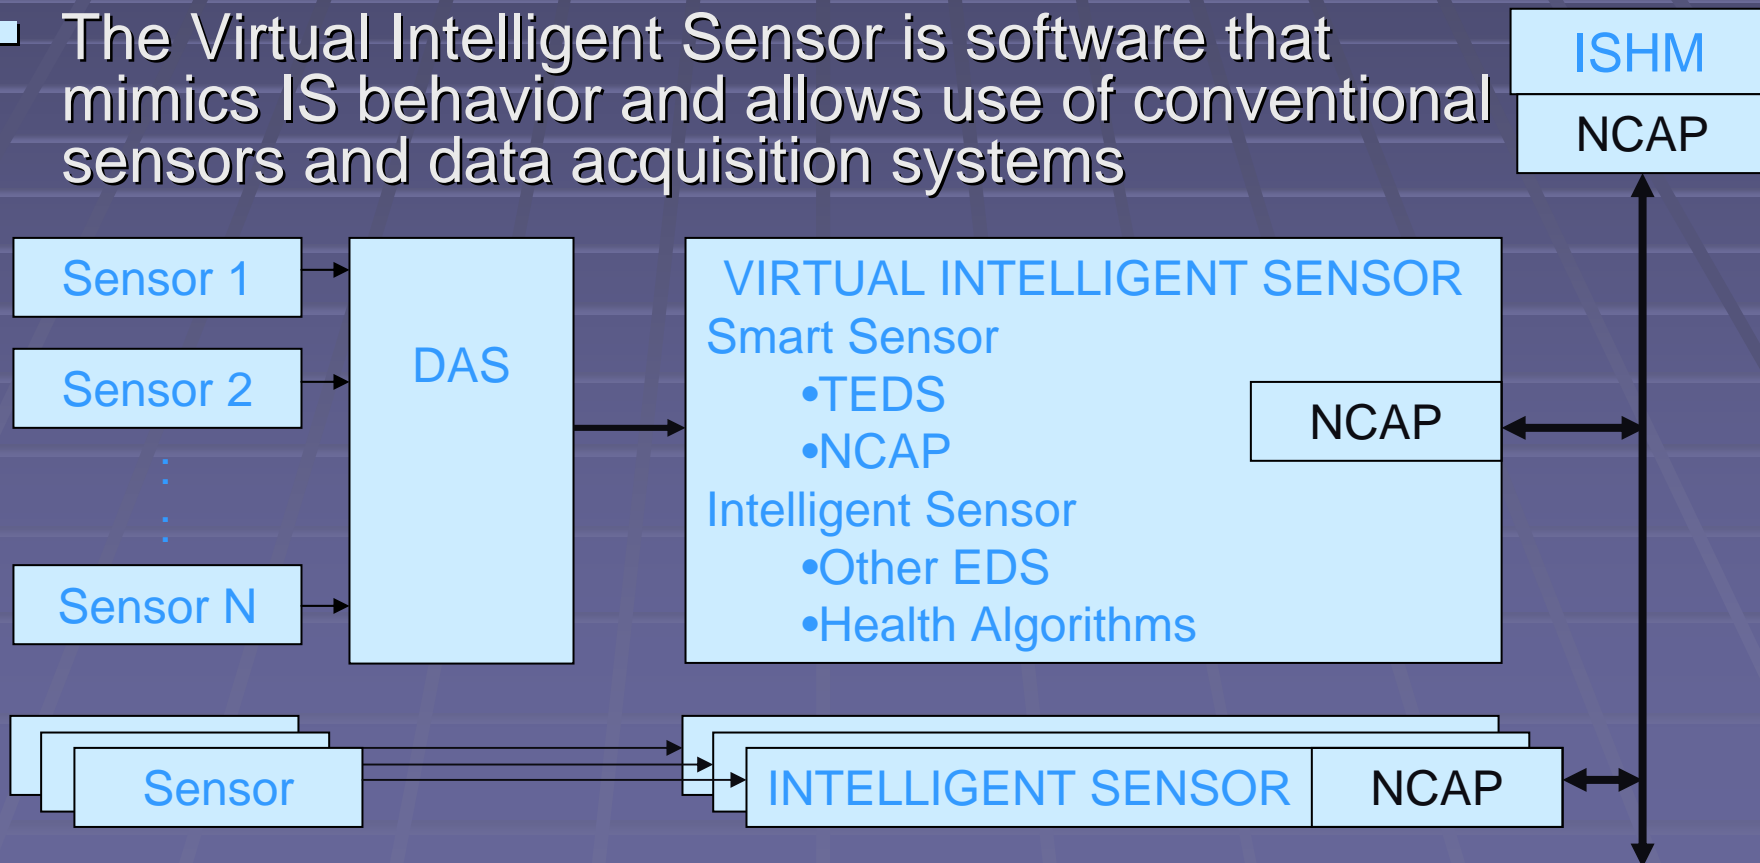 The Virtual Intelligent Sensor is software that
mimics IS behavior and allows use of conventional
sensors and data acquisition systems
ISHM
NCAP
Sensor 1
Sensor 2
:
:
Sensor N
DAS
VIRTUAL INTELLIGENT SENSOR
Smart Sensor
•TEDS
•NCAP
Intelligent Sensor
•Other EDS
•Health Algorithms
NCAP
Sensor
INTELLIGENT SENSOR
NCAP